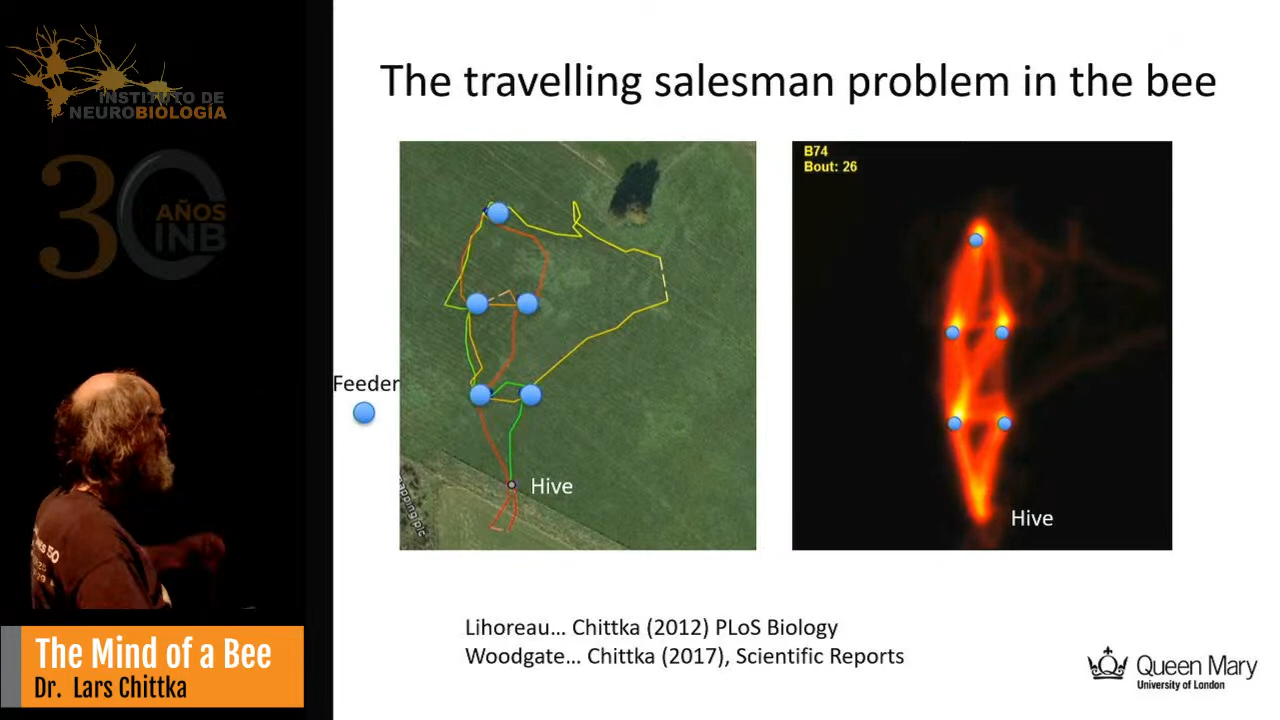 INSTITUTO DE
NEUROBIOLOGÍA
30
AÑOS
INB
The travelling salesman problem in the bee
B74
Bout: 26
Feeder
Hive
Hive
Lihoreau... Chittka (2012) PLoS Biology
Woodgate... Chittka (2017), Scientific Reports
Queen Mary
University of London
The Mind of a Bee
Dr. Lars Chittka